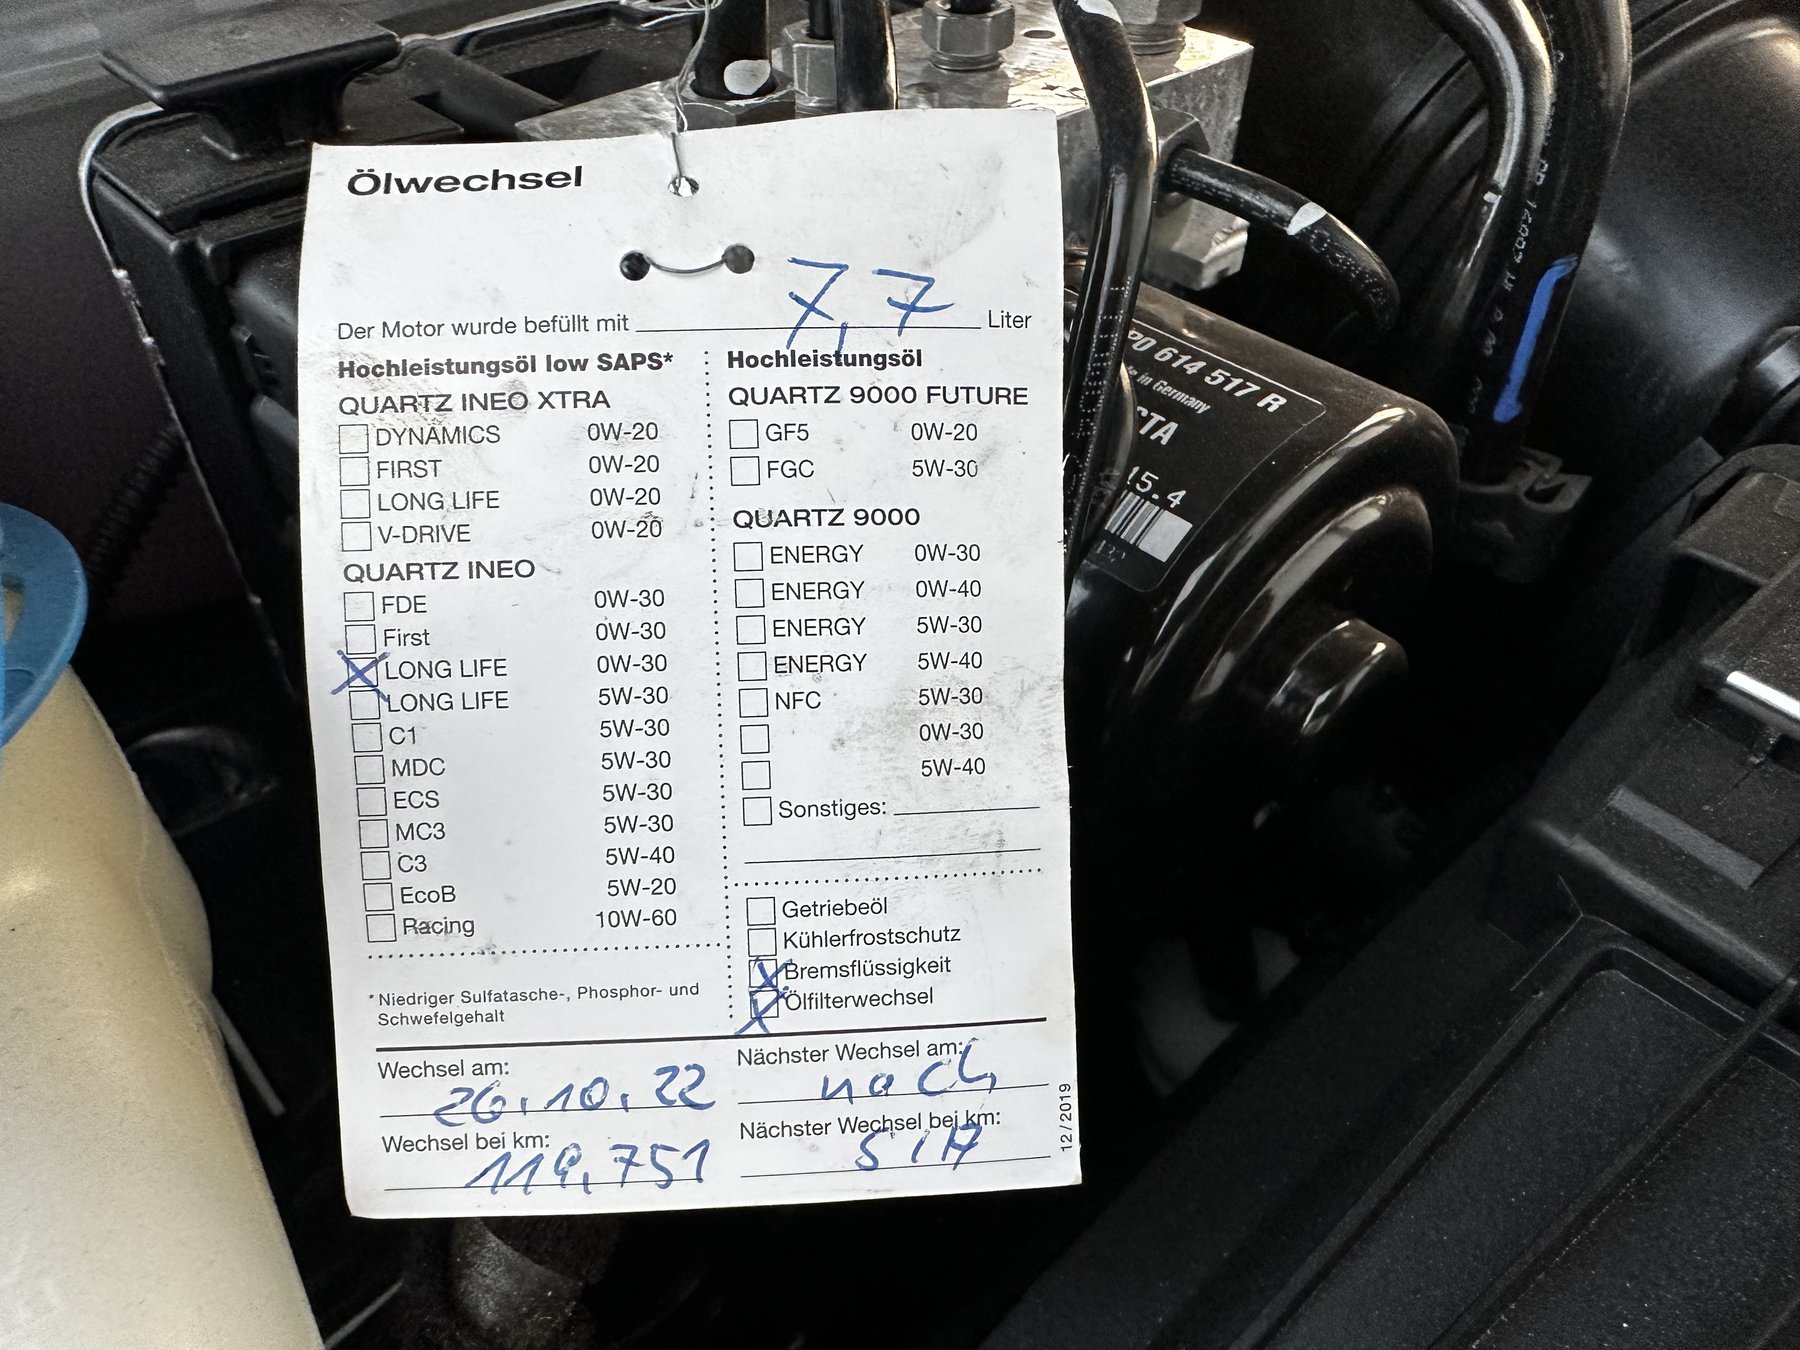 Ölwechsel
Der Motor wurde befüllt mit 7,7 Liter
Hochleistungsöl low SAPS*
QUARTZ INEO XTRA
DYNAMICS 0W-20
FIRST 0W-20
LONG LIFE 0W-20
V-DRIVE 0W-20
QUARTZ INEO
FDE 0W-30
First 0W-30
X LONG LIFE 0W-30
LONG LIFE 5W-30
C1 5W-30
MDC 5W-30
ECS 5W-30
MC3 5W-30
C3 5W-40
EcoB 5W-20
Racing 10W-60
*Niedriger Sulfatasche-, Phosphor- und
Schwefelgehalt
Hochleistungsöl
QUARTZ 9000 FUTURE
GF5 0W-20
FGC 5W-30
QUARTZ 9000
ENERGY 0W-30
ENERGY 0W-40
ENERGY 5W-30
ENERGY 5W-40
NFC 5W-30
0W-30
5W-40
Sonstiges:
Getriebeöl
Kühlerfrostschutz
X Bremsflüssigkeit
X Ölfilterwechsel
Wechsel am:
26.10.22
Wechsel bei km:
119.751
Nächster Wechsel am:
nach
Nächster Wechsel bei km:
SIA
12/2019
614 517 R
in Germany
15.4